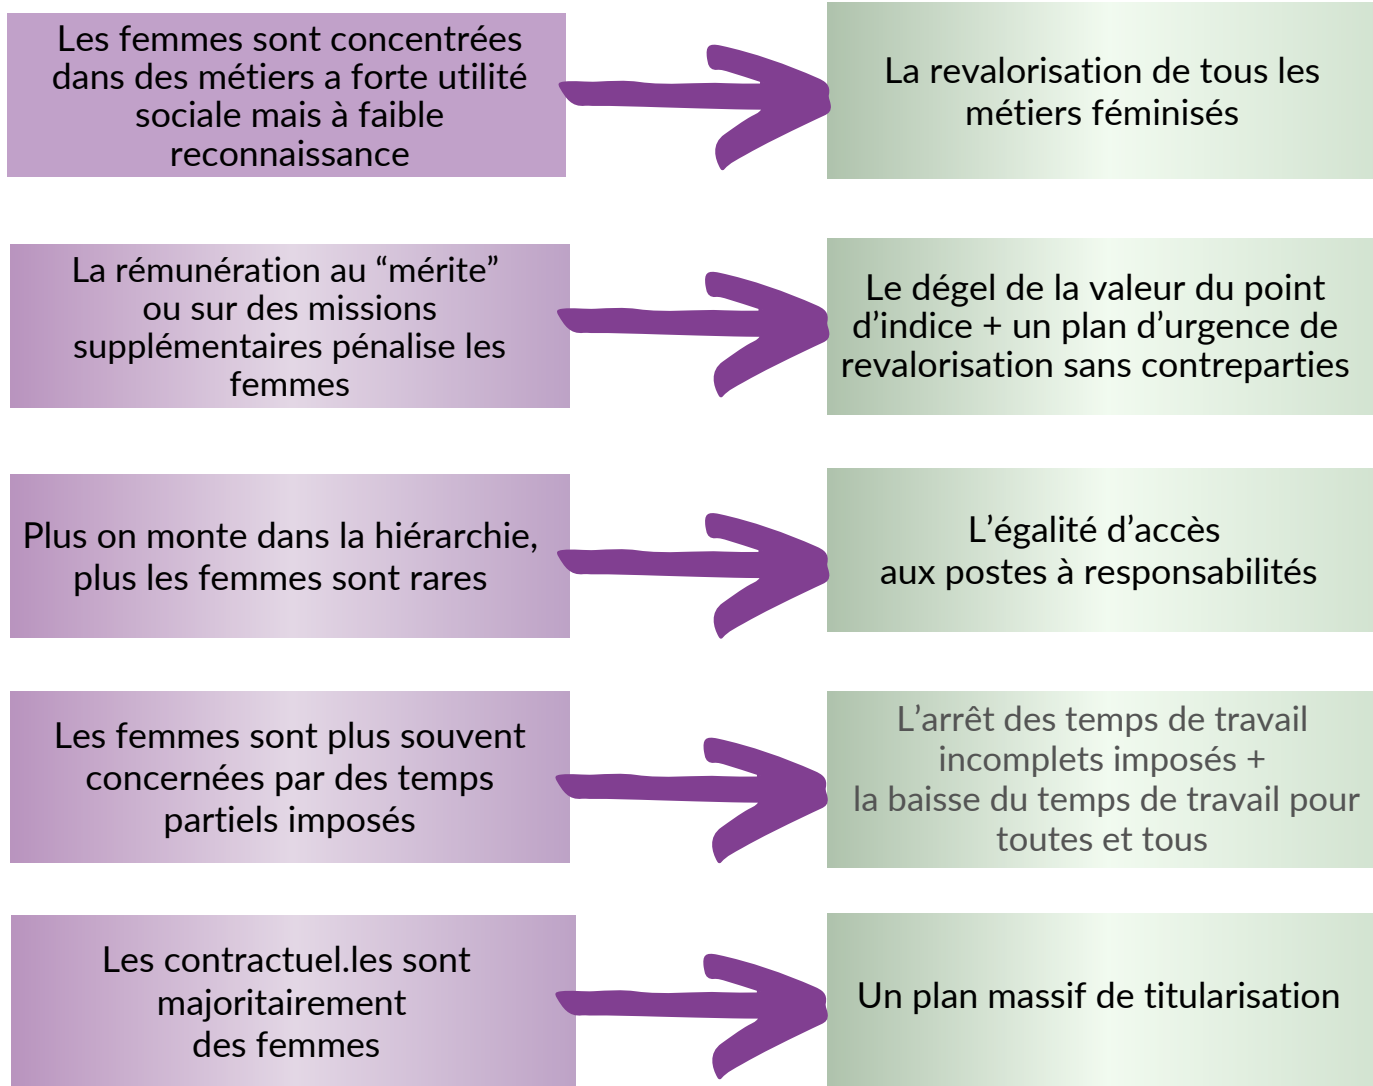 Les femmes sont concentrées
dans des métiers a forte utilité
sociale mais à faible
reconnaissance
La revalorisation de tous les
métiers féminisés
La rémunération au “mérite”
ou sur des missions
supplémentaires pénalise les
femmes
Le dégel de la valeur du point
d’indice + un plan d’urgence de
revalorisation sans contreparties
Plus on monte dans la hiérarchie,
plus les femmes sont rares
L’égalité d’accès
aux postes à responsabilités
Les femmes sont plus souvent
concernées par des temps
partiels imposés
L’arrêt des temps de travail
incomplets imposés +
la baisse du temps de travail pour
toutes et tous
Les contractuel.les sont
majoritairement
des femmes
Un plan massif de titularisation